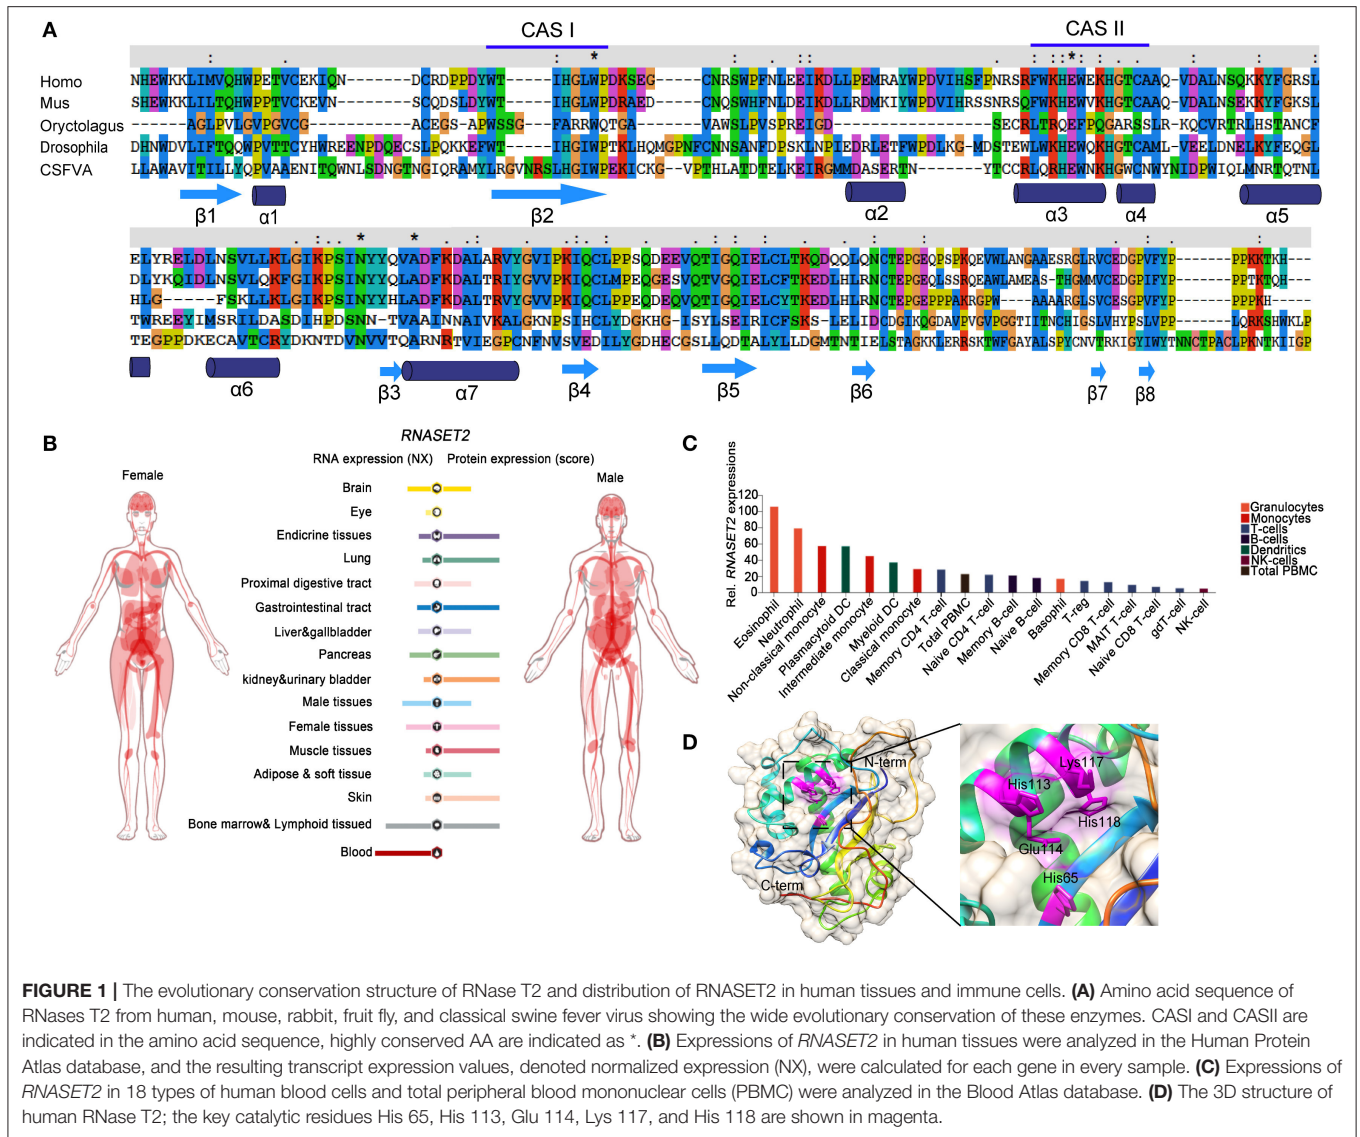 A
CAS I
CAS II
Homo NHEWKKLIMVQHWPETVCEKIQN-------DCRDPPDYWT-----IHGLWPDKSEG-----CNRSWPFNLEEIKDLLPEMRAYWPDVIHSFPNRSRFWKHEWEKHGTCAAQ-VDALNSQKKYFGRSL
Mus SHEWKKLILTQHWPPTVCKEVN-------SCQDSLDYWT-----IHGLWPDRAED-----CNQSWHFNLDEIKDLLRDMKIYWPDVIHRSSNRSQFWKHEWVKHGTCAAQ-VDALNSEKKYFGKSL
Oryctolagus
Drosophila
CSFVA
β1
α1
β2
α2
α3
α4
α5
α6
β3
α7
β4
β5
β6
β7
β8
B
RNASET2
RNA expression (NX) Protein expression (score)
Female
Male
Brain
Eye
Endicrine tissues
Lung
Proximal digestive tract
Gastrointestinal tract
Liver&gallbladder
Pancreas
kidney&urinary bladder
Male tissues
Female tissues
Muscle tissues
Adipose & soft tissue
Skin
Bone marrow& Lymphoid tissued
Blood
C
Rel. RNASET2 expressions
120
100
80
60
40
20
0
Eosinophil
Neutrophil
Non-classical monocyte
Plasmacytoid DC
Intermediate monocyte
Myeloid DC
Classical monocyte
Memory CD4 T-cell
Total PBMC
Naive CD4 T-cell
Memory B-cell
Naive B-cell
Basophil
T-reg
Memory CD8 T-cell
MAIT T-cell
Naive CD8 T-cell
gdT-cell
NK-cell
Granulocytes
Monocytes
T-cells
B-cells
Dendritics
NK-cells
Total PBMC
D
N-term
C-term
Lys117
His113
His118
Glu114
His65
FIGURE 1 | The evolutionary conservation structure of RNase T2 and distribution of RNASET2 in human tissues and immune cells. (A) Amino acid sequence of
RNases T2 from human, mouse, rabbit, fruit fly, and classical swine fever virus showing the wide evolutionary conservation of these enzymes. CASI and CASII are
indicated in the amino acid sequence, highly conserved AA are indicated as *. (B) Expressions of RNASET2 in human tissues were analyzed in the Human Protein
Atlas database, and the resulting transcript expression values, denoted normalized expression (NX), were calculated for each gene in every sample. (C) Expressions of
RNASET2 in 18 types of human blood cells and total peripheral blood mononuclear cells (PBMC) were analyzed in the Blood Atlas database. (D) The 3D structure of
human RNase T2; the key catalytic residues His 65, His 113, Glu 114, Lys 117, and His 118 are shown in magenta.